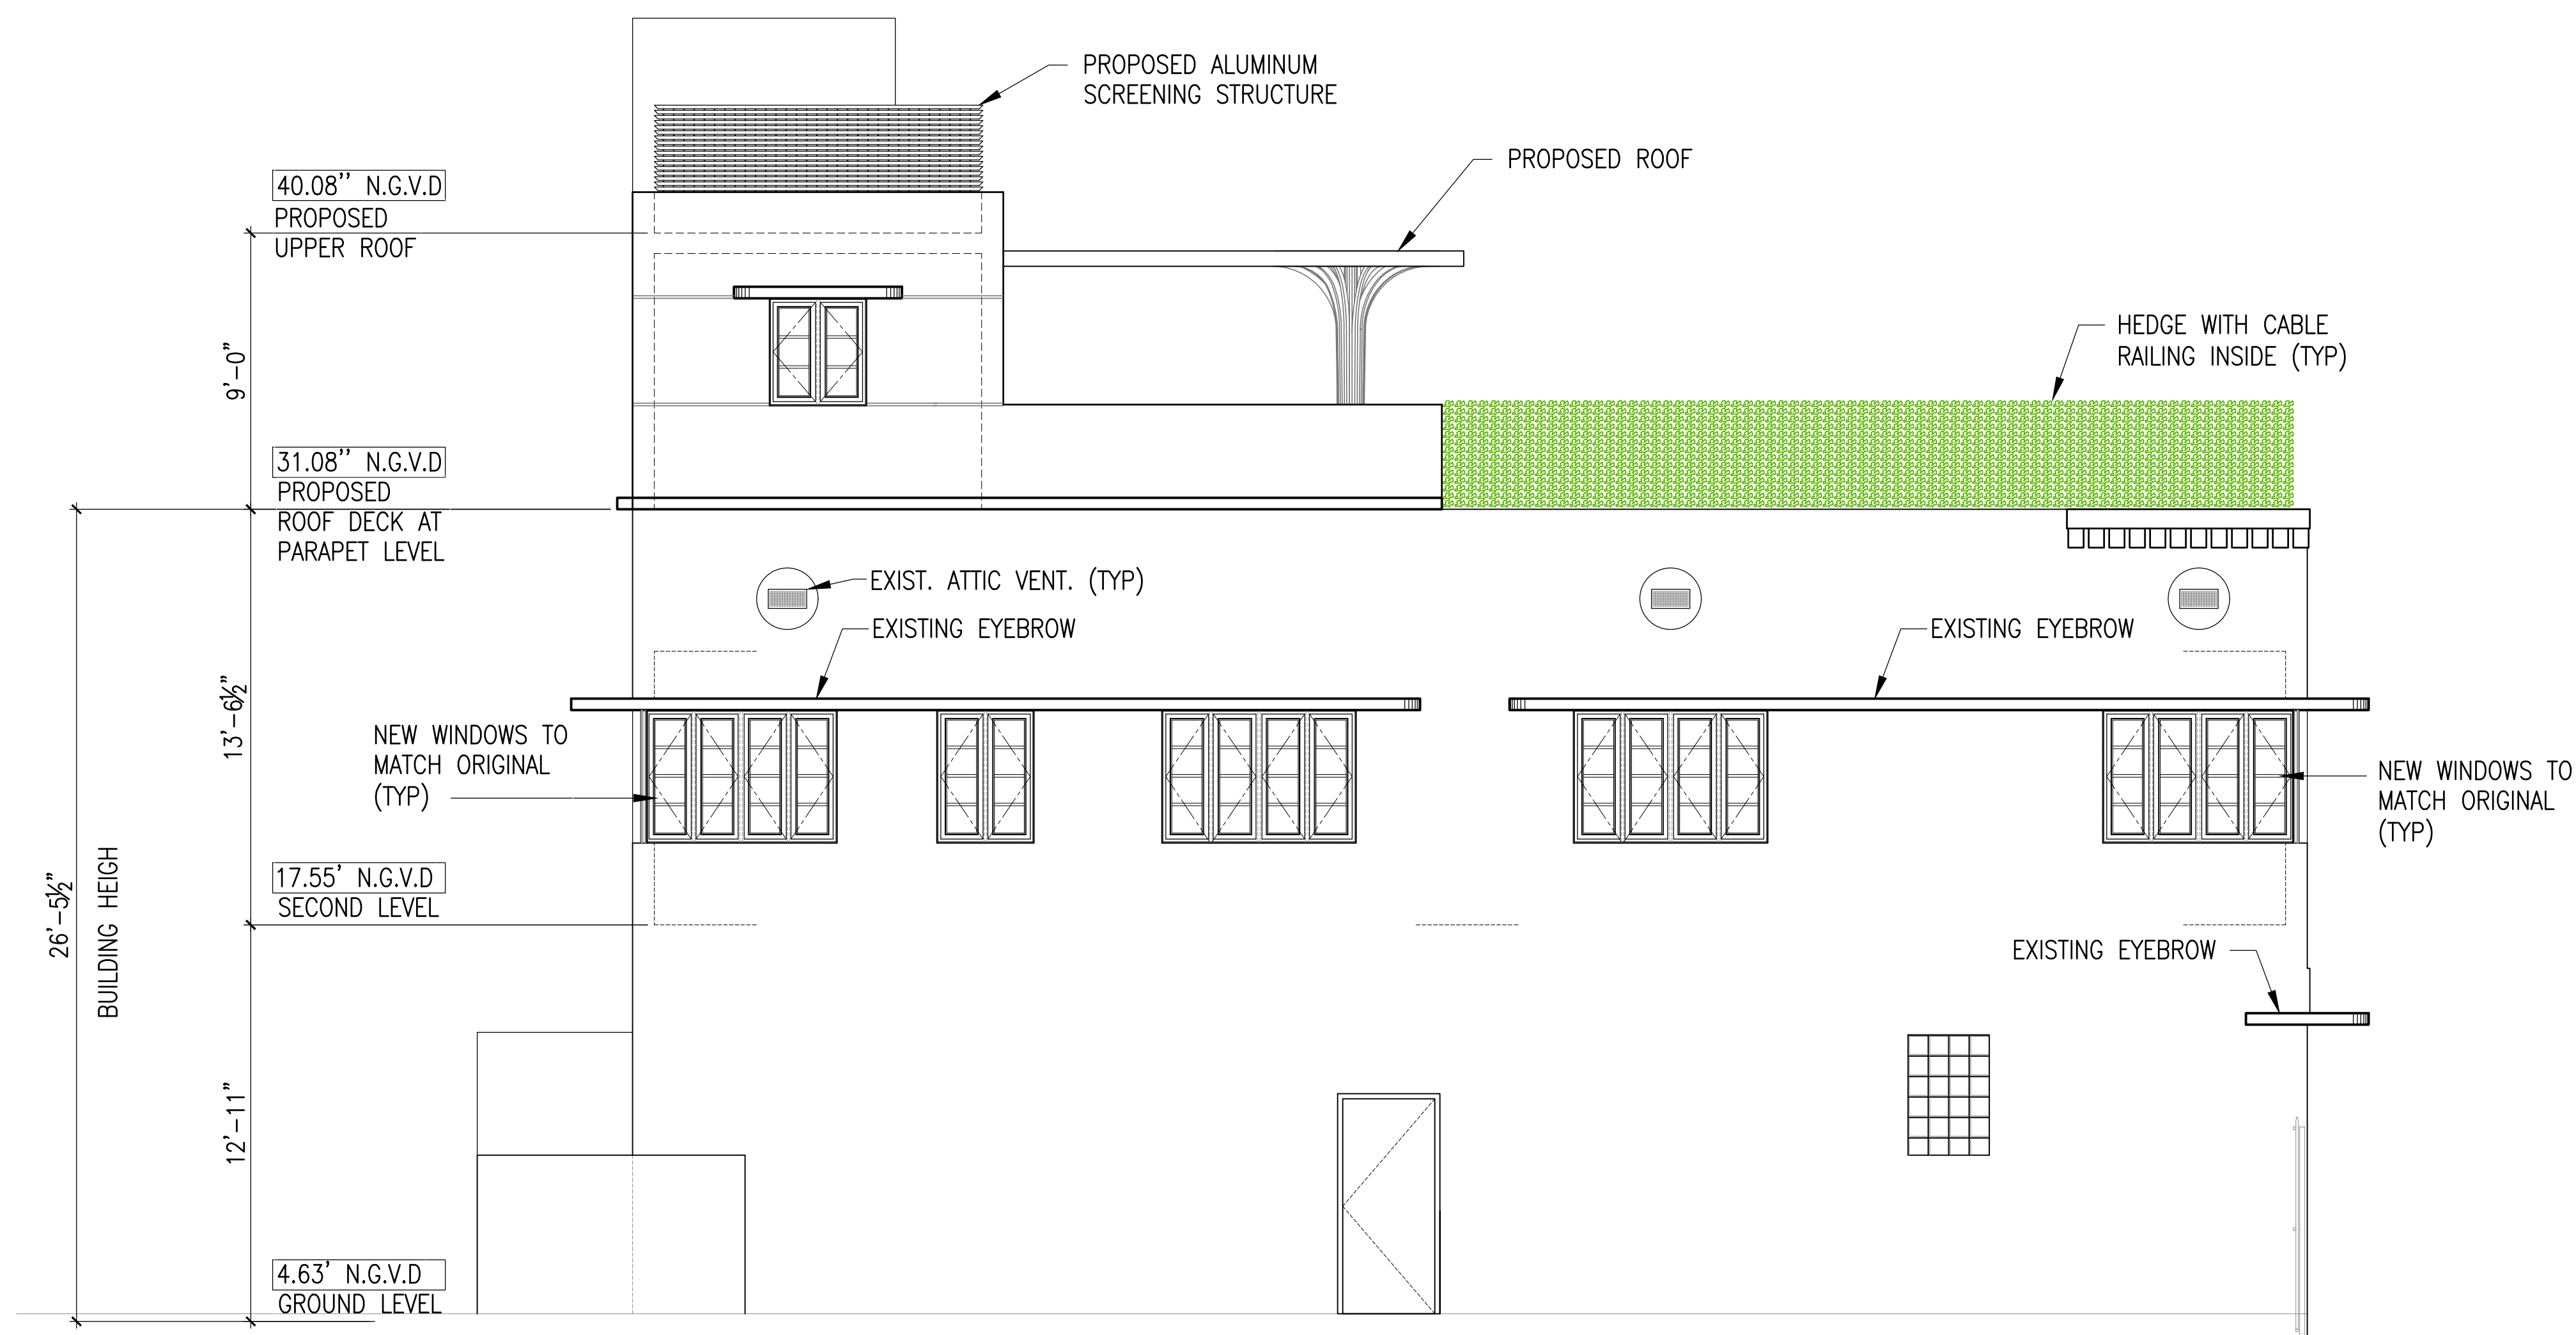 PROPOSED ALUMINUM
SCREENING STRUCTURE
PROPOSED ROOF
40.08'' N.G.V.D
PROPOSED
UPPER ROOF
HEDGE WITH CABLE
RAILING INSIDE (TYP)
9'-0"
31.08'' N.G.V.D
PROPOSED
ROOF DECK AT
PARAPET LEVEL
EXIST. ATTIC VENT. (TYP)
EXISTING EYEBROW
EXISTING EYEBROW
13'-6½"
NEW WINDOWS TO
MATCH ORIGINAL
(TYP)
NEW WINDOWS TO
MATCH ORIGINAL
(TYP)
17.55' N.G.V.D
SECOND LEVEL
26'-5½"
BUILDING HEIGH
EXISTING EYEBROW
12'-11"
4.63' N.G.V.D
GROUND LEVEL